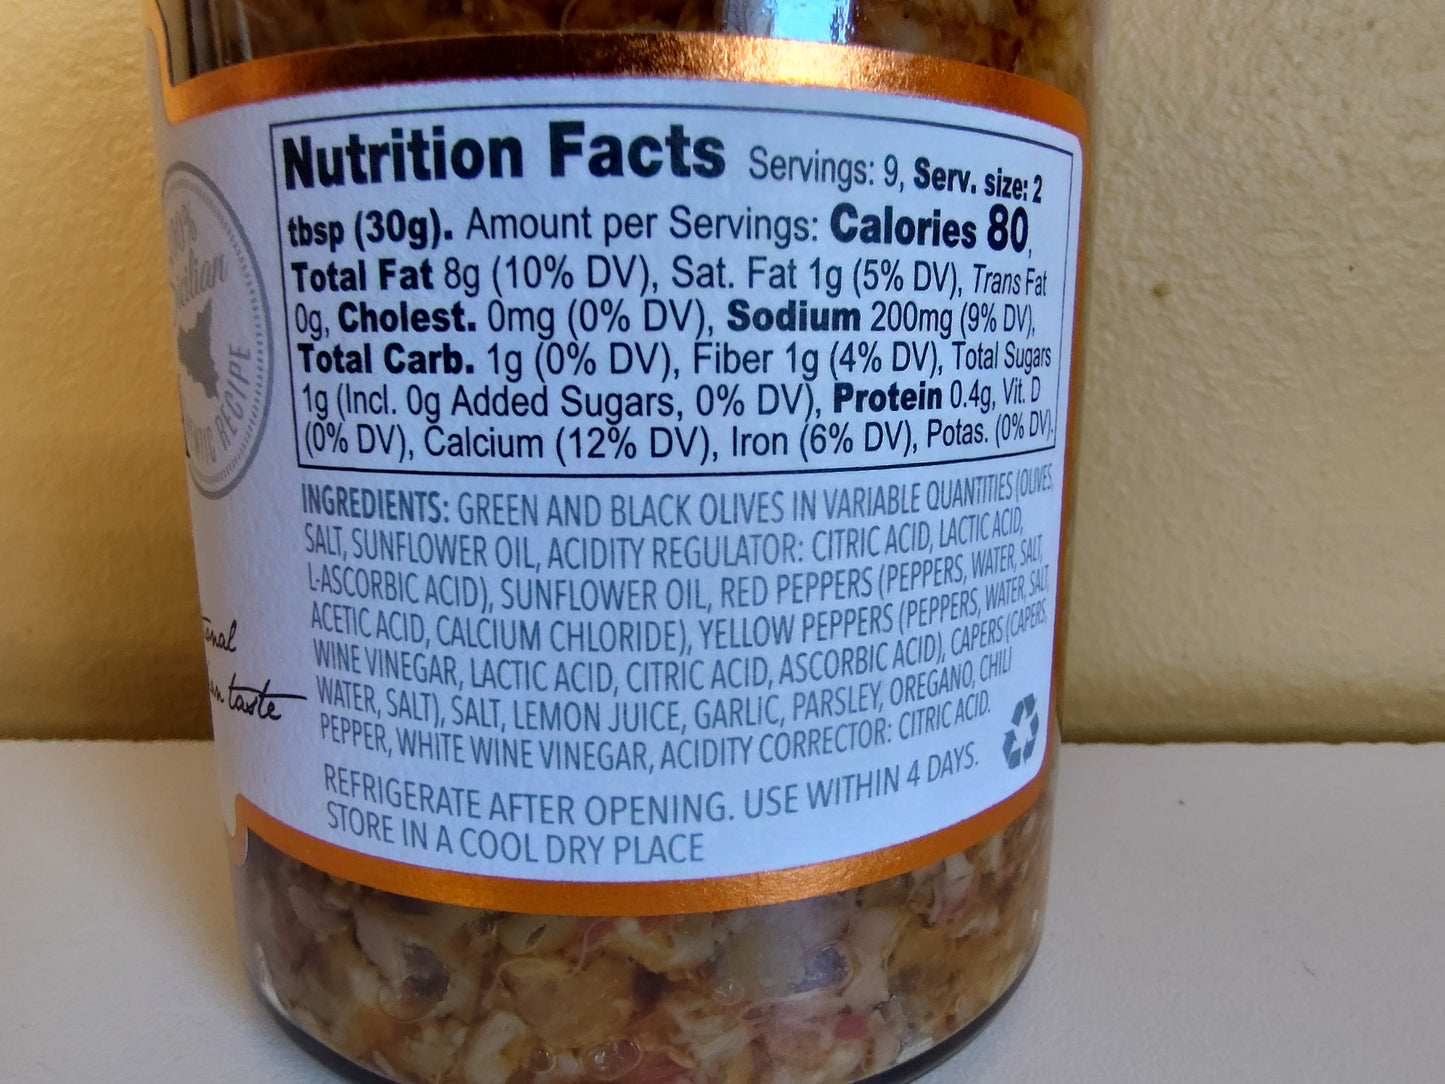 Nutrition Facts Servings: 9, Serv. size: 2
tbsp (30g). Amount per Servings: Calories 80,
Total Fat 8g (10% DV), Sat. Fat 1g (5% DV), Trans Fat
0g, Cholest. 0mg (0% DV), Sodium 200mg (9% DV),
Total Carb. 1g (0% DV), Fiber 1g (4% DV), Total Sugars
1g (Incl. 0g Added Sugars, 0% DV), Protein 0.4g, Vit. D
(0% DV), Calcium (12% DV), Iron (6% DV), Potas. (0% DV).
INGREDIENTS: GREEN AND BLACK OLIVES IN VARIABLE QUANTITIES (OLIVES,
SALT, SUNFLOWER OIL, ACIDITY REGULATOR: CITRIC ACID, LACTIC ACID,
L-ASCORBIC ACID), SUNFLOWER OIL, RED PEPPERS (PEPPERS, WATER, SALT,
ACETIC ACID, CALCIUM CHLORIDE), YELLOW PEPPERS (PEPPERS, WATER, SALT,
WINE VINEGAR, LACTIC ACID, CITRIC ACID, ASCORBIC ACID), CAPERS (CAPERS,
WATER, SALT), SALT, LEMON JUICE, GARLIC, PARSLEY, OREGANO, CHILI
PEPPER, WHITE WINE VINEGAR, ACIDITY CORRECTOR: CITRIC ACID.
REFRIGERATE AFTER OPENING. USE WITHIN 4 DAYS.
STORE IN A COOL DRY PLACE
Sicilian
RECIPE
taste